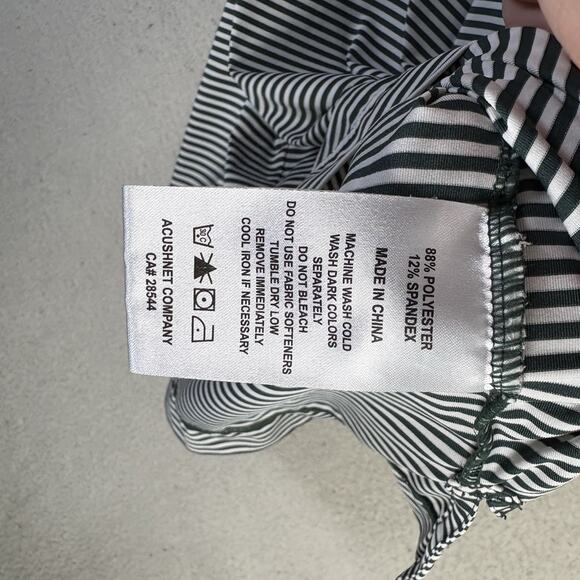 88% POLYESTER
12% SPANDEX
MADE IN CHINA
MACHINE WASH COLD
WASH DARK COLORS
SEPARATELY
DO NOT BLEACH
DO NOT USE FABRIC SOFTENERS
TUMBLE DRY LOW
REMOVE IMMEDIATELY
COOL IRON IF NECESSARY
ACUSHNET COMPANY
CA# 28544